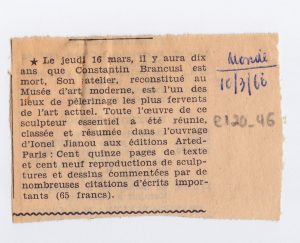 ★ Le jeudi 16 mars, il y aura dix
ans que Constantin Brancusi est
mort, Son atelier, reconstitué au
Musée d'art moderne, est l'un des
lieux de pèlerinage les plus fervents
de l'art actuel. Toute l'œuvre de ce
sculpteur essentiel a été réunie,
classée et résumée dans l'ouvrage
d'Ionel Jianou aux éditions Arted-
Paris : Cent quinze pages de texte
et cent neuf reproductions de sculp-
tures et dessins commentées par de
nombreuses citations d'écrits impor-
tants (65 francs).
Monde
10/3/66
2120_46